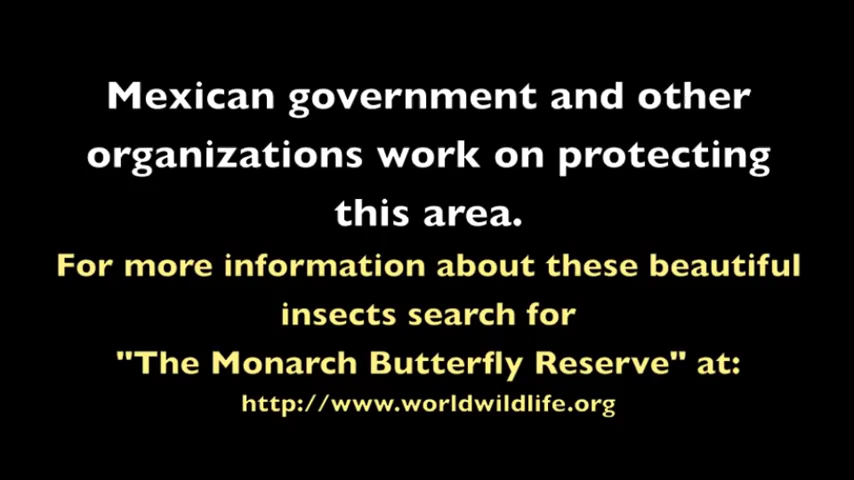 Mexican government and other
organizations work on protecting
this area.
For more information about these beautiful
insects search for
"The Monarch Butterfly Reserve" at:
http://www.worldwildlife.org